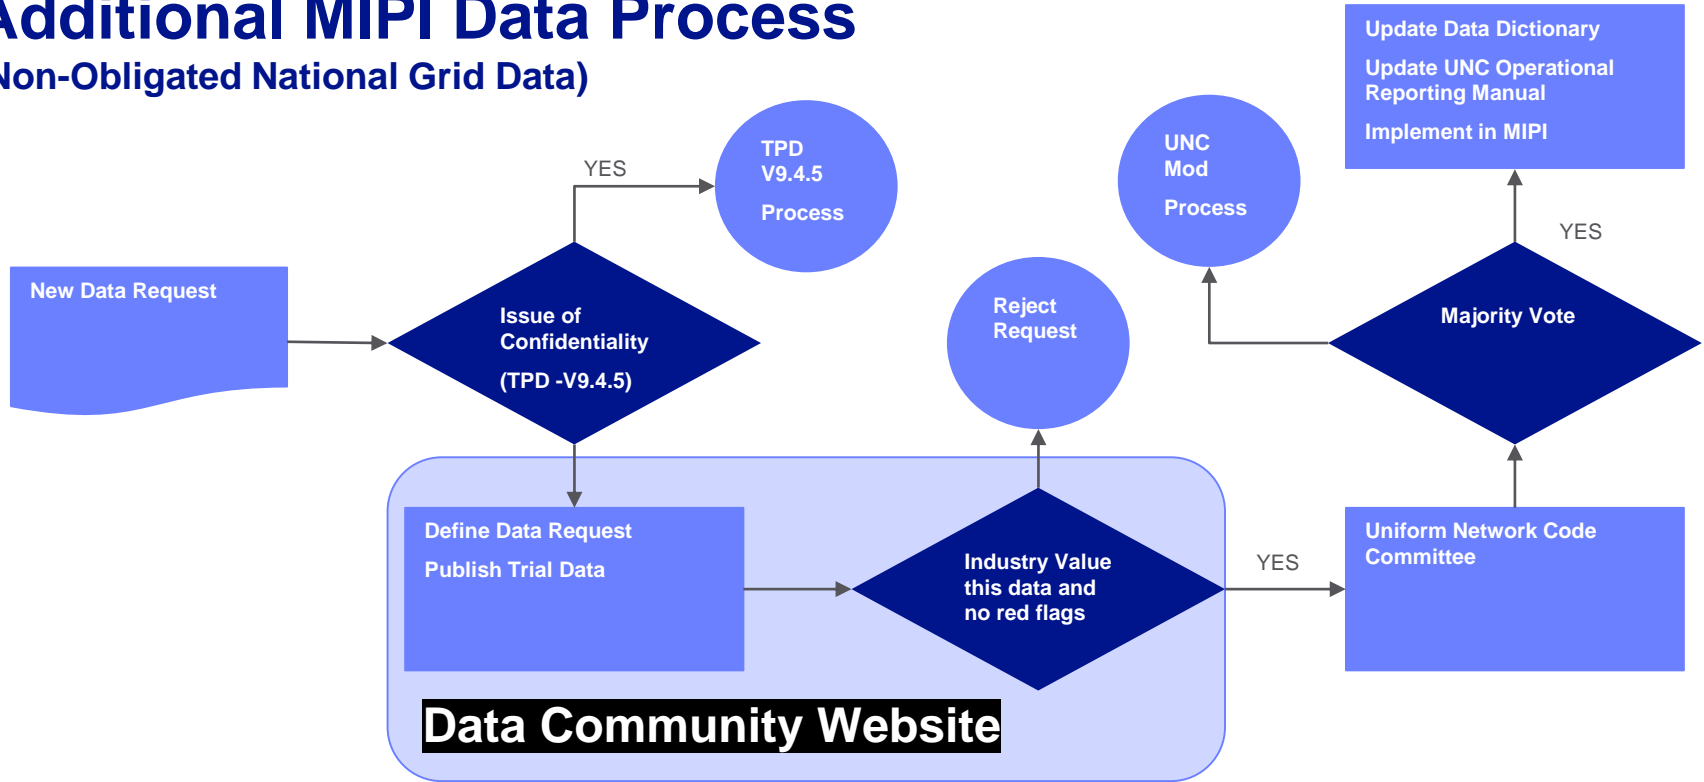 Additional MIPI Data Process
Non-Obligated National Grid Data)
Update Data Dictionary
Update UNC Operational
Reporting Manual
Implement in MIPI
YES
TPD
V9.4.5
Process
UNC
Mod
Process
YES
New Data Request
Issue of
Confidentiality
(TPD -V9.4.5)
Reject
Request
Majority Vote
Define Data Request
Publish Trial Data
Industry Value
this data and
no red flags
YES
Uniform Network Code
Committee
Data Community Website